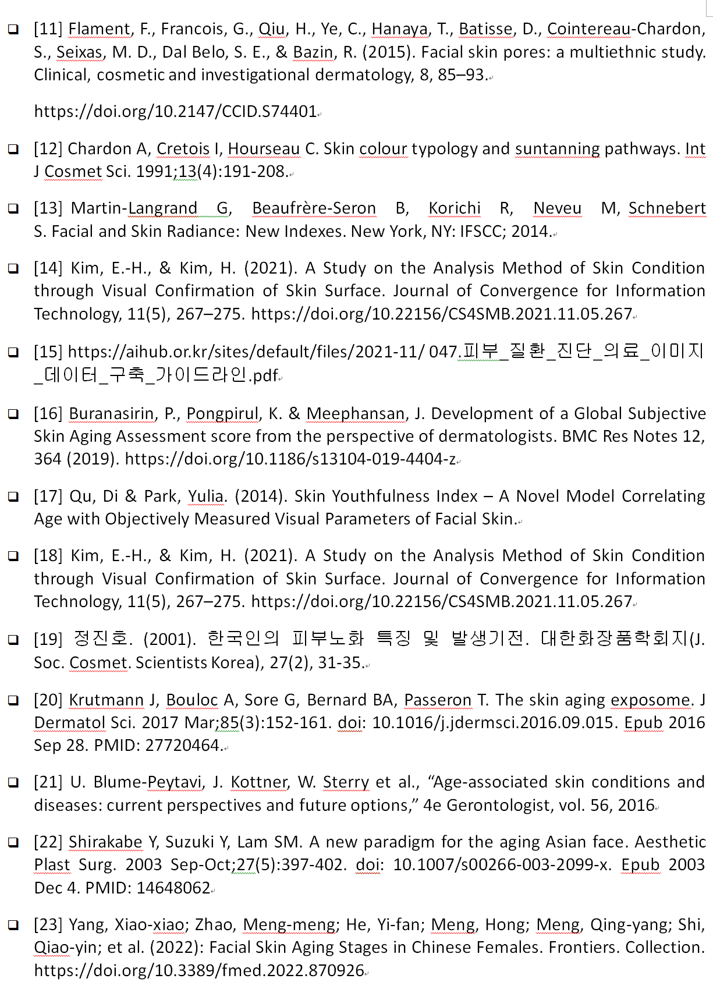 ❑ [11] Flament, F., Francois, G., Qiu, H., Ye, C., Hanaya, T., Batisse, D., Cointereau-Chardon,
S., Seixas, M. D., Dal Belo, S. E., & Bazin, R. (2015). Facial skin pores: a multiethnic study.
Clinical, cosmetic and investigational dermatology, 8, 85–93.
https://doi.org/10.2147/CCID.S74401
❑ [12] Chardon A, Cretois I, Hourseau C. Skin colour typology and suntanning pathways. Int
J Cosmet Sci. 1991;13(4):191-208.
❑ [13] Martin-Langrand G, Beaufrère-Seron B, Korichi R, Neveu M, Schnebert
S. Facial and Skin Radiance: New Indexes. New York, NY: IFSCC; 2014.
❑ [14] Kim, E.-H., & Kim, H. (2021). A Study on the Analysis Method of Skin Condition
through Visual Confirmation of Skin Surface. Journal of Convergence for Information
Technology, 11(5), 267–275. https://doi.org/10.22156/CS4SMB.2021.11.05.267
❑ [15] https://aihub.or.kr/sites/default/files/2021-11/ 047.피부_질환_진단_의료_이미지
_데이터_구축_가이드라인.pdf
❑ [16] Buranasirin, P., Pongpirul, K. & Meephansan, J. Development of a Global Subjective
Skin Aging Assessment score from the perspective of dermatologists. BMC Res Notes 12,
364 (2019). https://doi.org/10.1186/s13104-019-4404-z
❑ [17] Qu, Di & Park, Yulia. (2014). Skin Youthfulness Index – A Novel Model Correlating
Age with Objectively Measured Visual Parameters of Facial Skin.
❑ [18] Kim, E.-H., & Kim, H. (2021). A Study on the Analysis Method of Skin Condition
through Visual Confirmation of Skin Surface. Journal of Convergence for Information
Technology, 11(5), 267–275. https://doi.org/10.22156/CS4SMB.2021.11.05.267
❑ [19] 정진호. (2001). 한국인의 피부노화 특징 및 발생기전. 대한화장품학회지(J.
Soc. Cosmet. Scientists Korea), 27(2), 31-35.
❑ [20] Krutmann J, Bouloc A, Sore G, Bernard BA, Passeron T. The skin aging exposome. J
Dermatol Sci. 2017 Mar;85(3):152-161. doi: 10.1016/j.jdermsci.2016.09.015. Epub 2016
Sep 28. PMID: 27720464.
❑ [21] U. Blume-Peytavi, J. Kottner, W. Sterry et al., “Age-associated skin conditions and
diseases: current perspectives and future options,” 4e Gerontologist, vol. 56, 2016
❑ [22] Shirakabe Y, Suzuki Y, Lam SM. A new paradigm for the aging Asian face. Aesthetic
Plast Surg. 2003 Sep-Oct;27(5):397-402. doi: 10.1007/s00266-003-2099-x. Epub 2003
Dec 4. PMID: 14648062
❑ [23] Yang, Xiao-xiao; Zhao, Meng-meng; He, Yi-fan; Meng, Hong; Meng, Qing-yang; Shi,
Qiao-yin; et al. (2022): Facial Skin Aging Stages in Chinese Females. Frontiers. Collection.
https://doi.org/10.3389/fmed.2022.870926